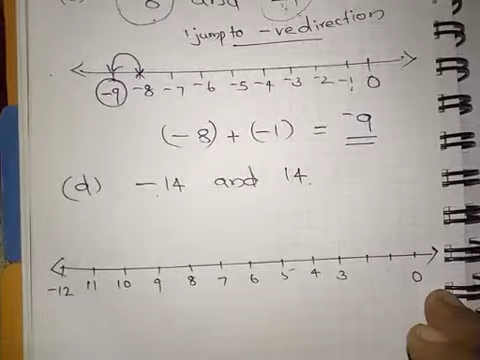 and
1 jump to -ve direction
-9 -8 -7 -6 -5 -4 -3 -2 -1 0
(-8) + (-1) = -9
(d) -14 and 14.
-12 11 10 9 8 7 6 5 4 3 0